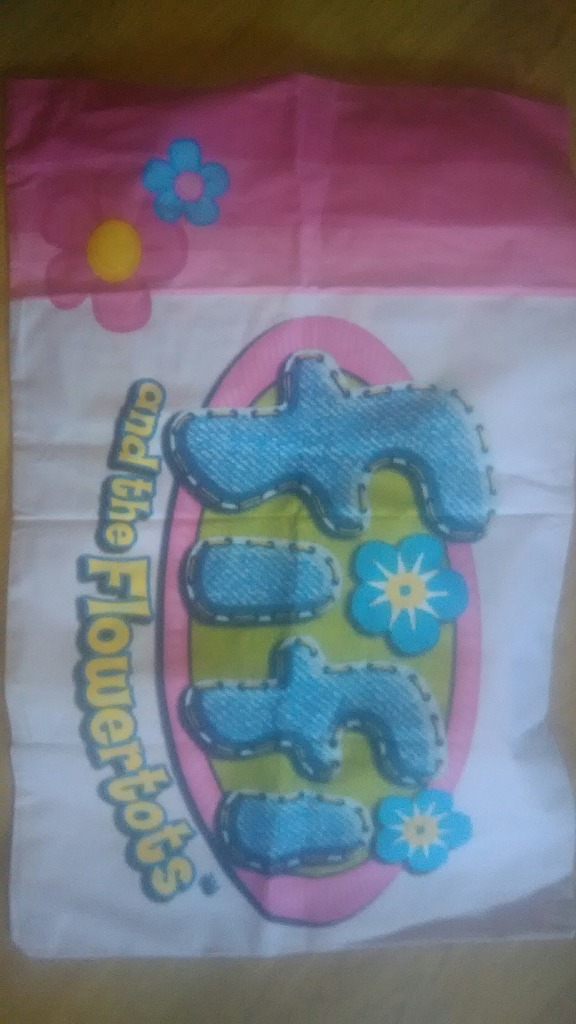 fifi
and the Flowertots